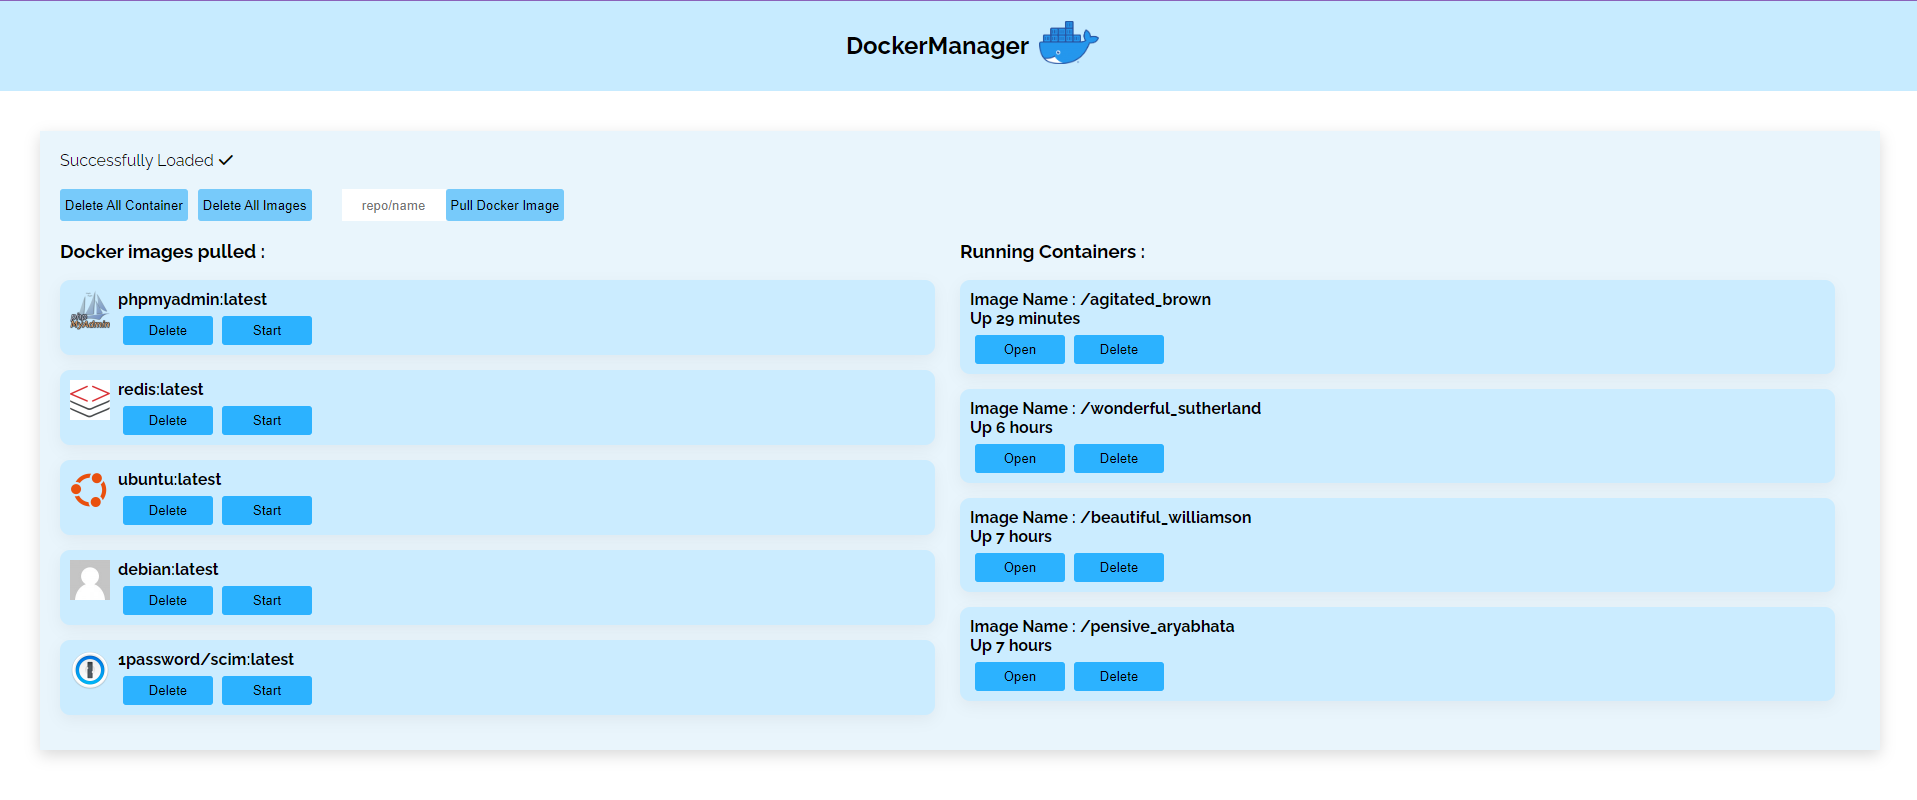 DockerManager
Successfully Loaded
Delete All Container Delete All Images repo/name Pull Docker Image
Docker images pulled :
phpmyadmin:latest
php
MyAdmin
Delete Start
redis:latest
Delete Start
ubuntu:latest
Delete Start
debian:latest
Delete Start
1password/scim:latest
Delete Start
Running Containers :
Image Name : /agitated_brown
Up 29 minutes
Open Delete
Image Name : /wonderful_sutherland
Up 6 hours
Open Delete
Image Name : /beautiful_williamson
Up 7 hours
Open Delete
Image Name : /pensive_aryabhata
Up 7 hours
Open Delete